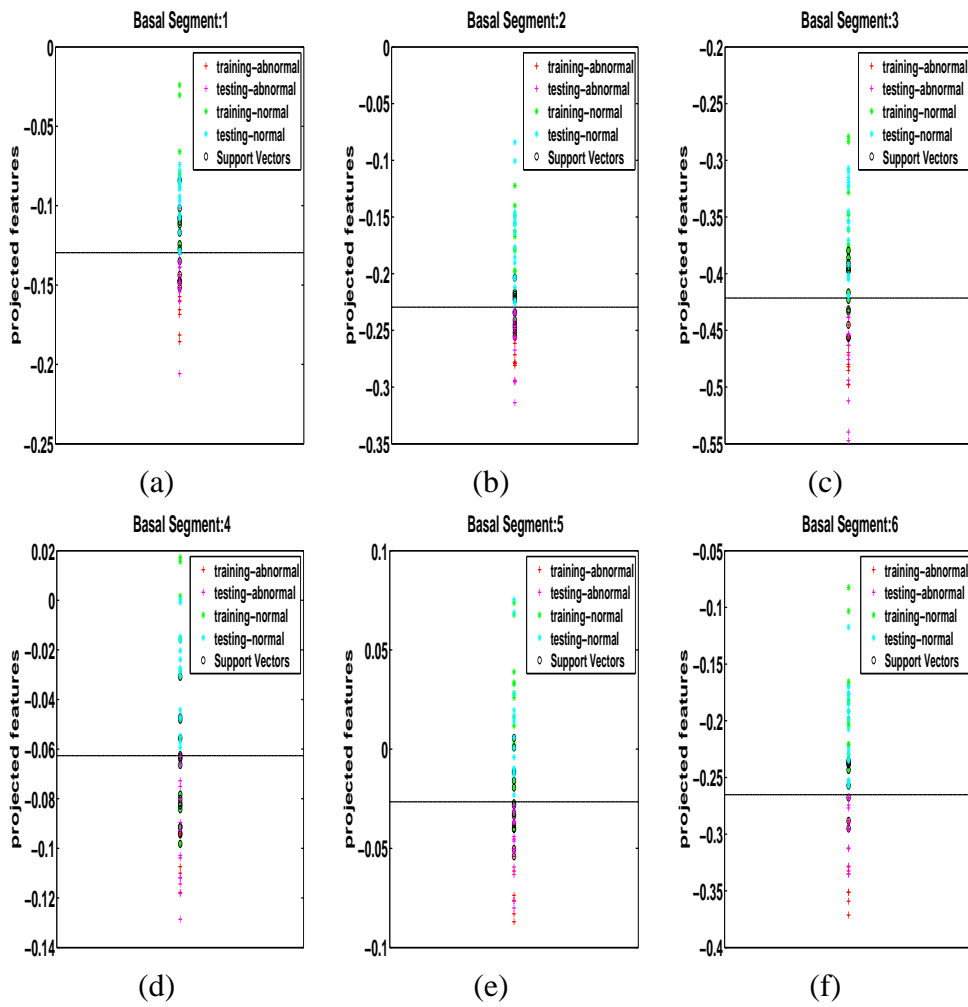 Basal Segment:1
0
−0.05
−0.1
−0.15
−0.2
−0.25
projected features
training−abnormal
testing−abnormal
training−normal
testing−normal
Support Vectors
(a)
Basal Segment:2
0
−0.05
−0.1
−0.15
−0.2
−0.25
−0.3
−0.35
projected features
training−abnormal
testing−abnormal
training−normal
testing−normal
Support Vectors
(b)
Basal Segment:3
−0.2
−0.25
−0.3
−0.35
−0.4
−0.45
−0.5
−0.55
projected features
training−abnormal
testing−abnormal
training−normal
testing−normal
Support Vectors
(c)
Basal Segment:4
0.02
0
−0.02
−0.04
−0.06
−0.08
−0.1
−0.12
−0.14
projected features
training−abnormal
testing−abnormal
training−normal
testing−normal
Support Vectors
(d)
Basal Segment:5
0.1
0.05
0
−0.05
−0.1
projected features
training−abnormal
testing−abnormal
training−normal
testing−normal
Support Vectors
(e)
Basal Segment:6
−0.05
−0.1
−0.15
−0.2
−0.25
−0.3
−0.35
−0.4
projected features
training−abnormal
testing−abnormal
training−normal
testing−normal
Support Vectors
(f)